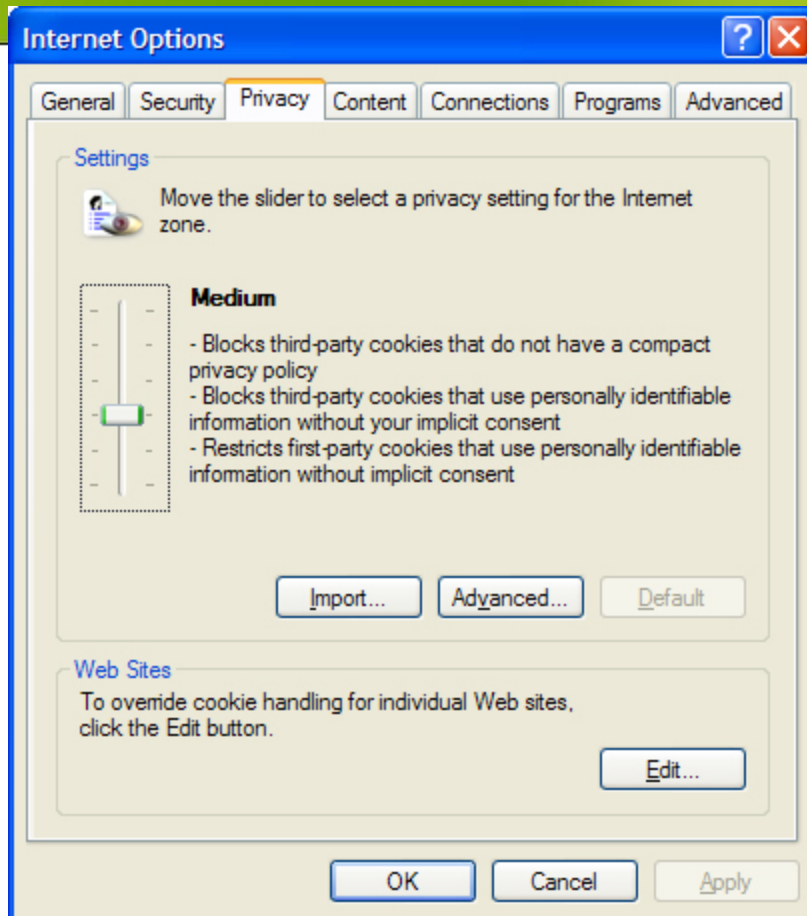 Internet Options
General Security Privacy Content Connections Programs Advanced
Settings
Move the slider to select a privacy setting for the Internet
zone.
Medium
- Blocks third-party cookies that do not have a compact
privacy policy
- Blocks third-party cookies that use personally identifiable
information without your implicit consent
- Restricts first-party cookies that use personally identifiable
information without implicit consent
Import... Advanced... Default
Web Sites
To override cookie handling for individual Web sites,
click the Edit button.
Edit...
OK Cancel Apply